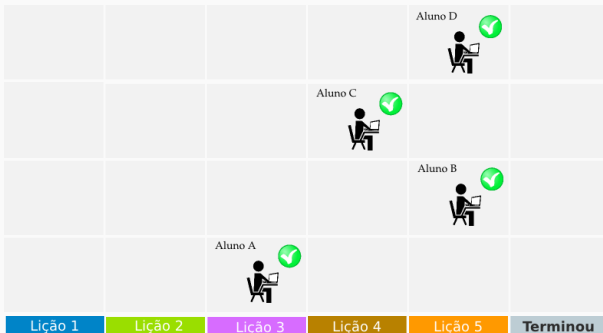 Aluno D
Aluno C
Aluno B
Aluno A
Lição 1 Lição 2 Lição 3 Lição 4 Lição 5 Terminou